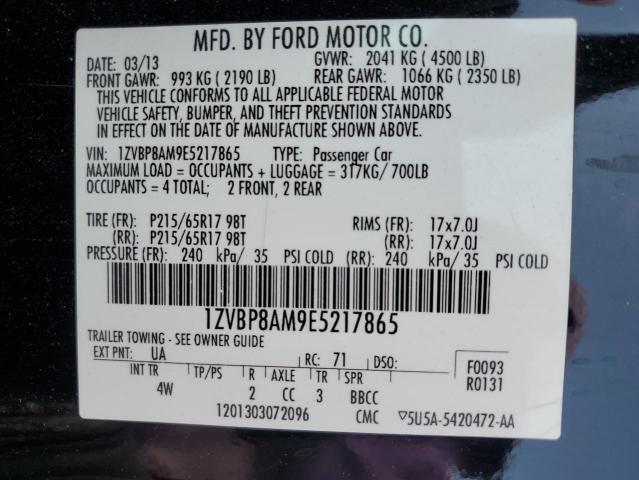 MFD. BY FORD MOTOR CO.
DATE: 03/13 GVWR: 2041 KG ( 4500 LB)
FRONT GAWR: 993 KG ( 2190 LB) REAR GAWR: 1066 KG ( 2350 LB)
THIS VEHICLE CONFORMS TO ALL APPLICABLE FEDERAL MOTOR
VEHICLE SAFETY, BUMPER, AND THEFT PREVENTION STANDARDS
IN EFFECT ON THE DATE OF MANUFACTURE SHOWN ABOVE.
VIN: 1ZVBP8AM9E5217865 TYPE: Passenger Car
MAXIMUM LOAD = OCCUPANTS + LUGGAGE = 317KG/ 700LB
OCCUPANTS = 4 TOTAL; 2 FRONT, 2 REAR
TIRE (FR): P215/65R17 98T RIMS (FR): 17x7.0J
(RR): P215/65R17 98T (RR): 17x7.0J
PRESSURE (FR): 240 kPa/ 35 PSI COLD (RR): 240 kPa/ 35 PSI COLD
1ZVBP8AM9E5217865
TRAILER TOWING - SEE OWNER GUIDE
EXT PNT: UA RC: 71 DSO: F0093
INT TR TP/PS R AXLE TR SPR R0131
4W 2 CC 3 BBCC
1201303072096 CMC ▽5U5A-5420472-AA